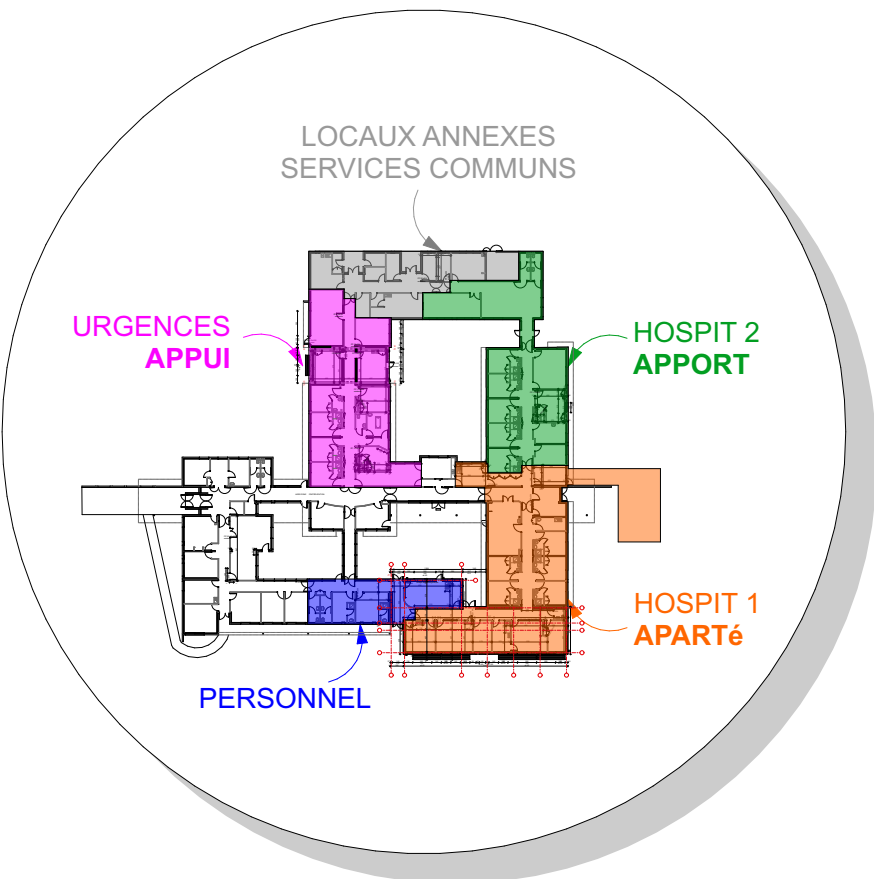 LOCAUX ANNEXES
SERVICES COMMUNS
URGENCES
APPUI
HOSPIT 2
APPORT
HOSPIT 1
APARTé
PERSONNEL